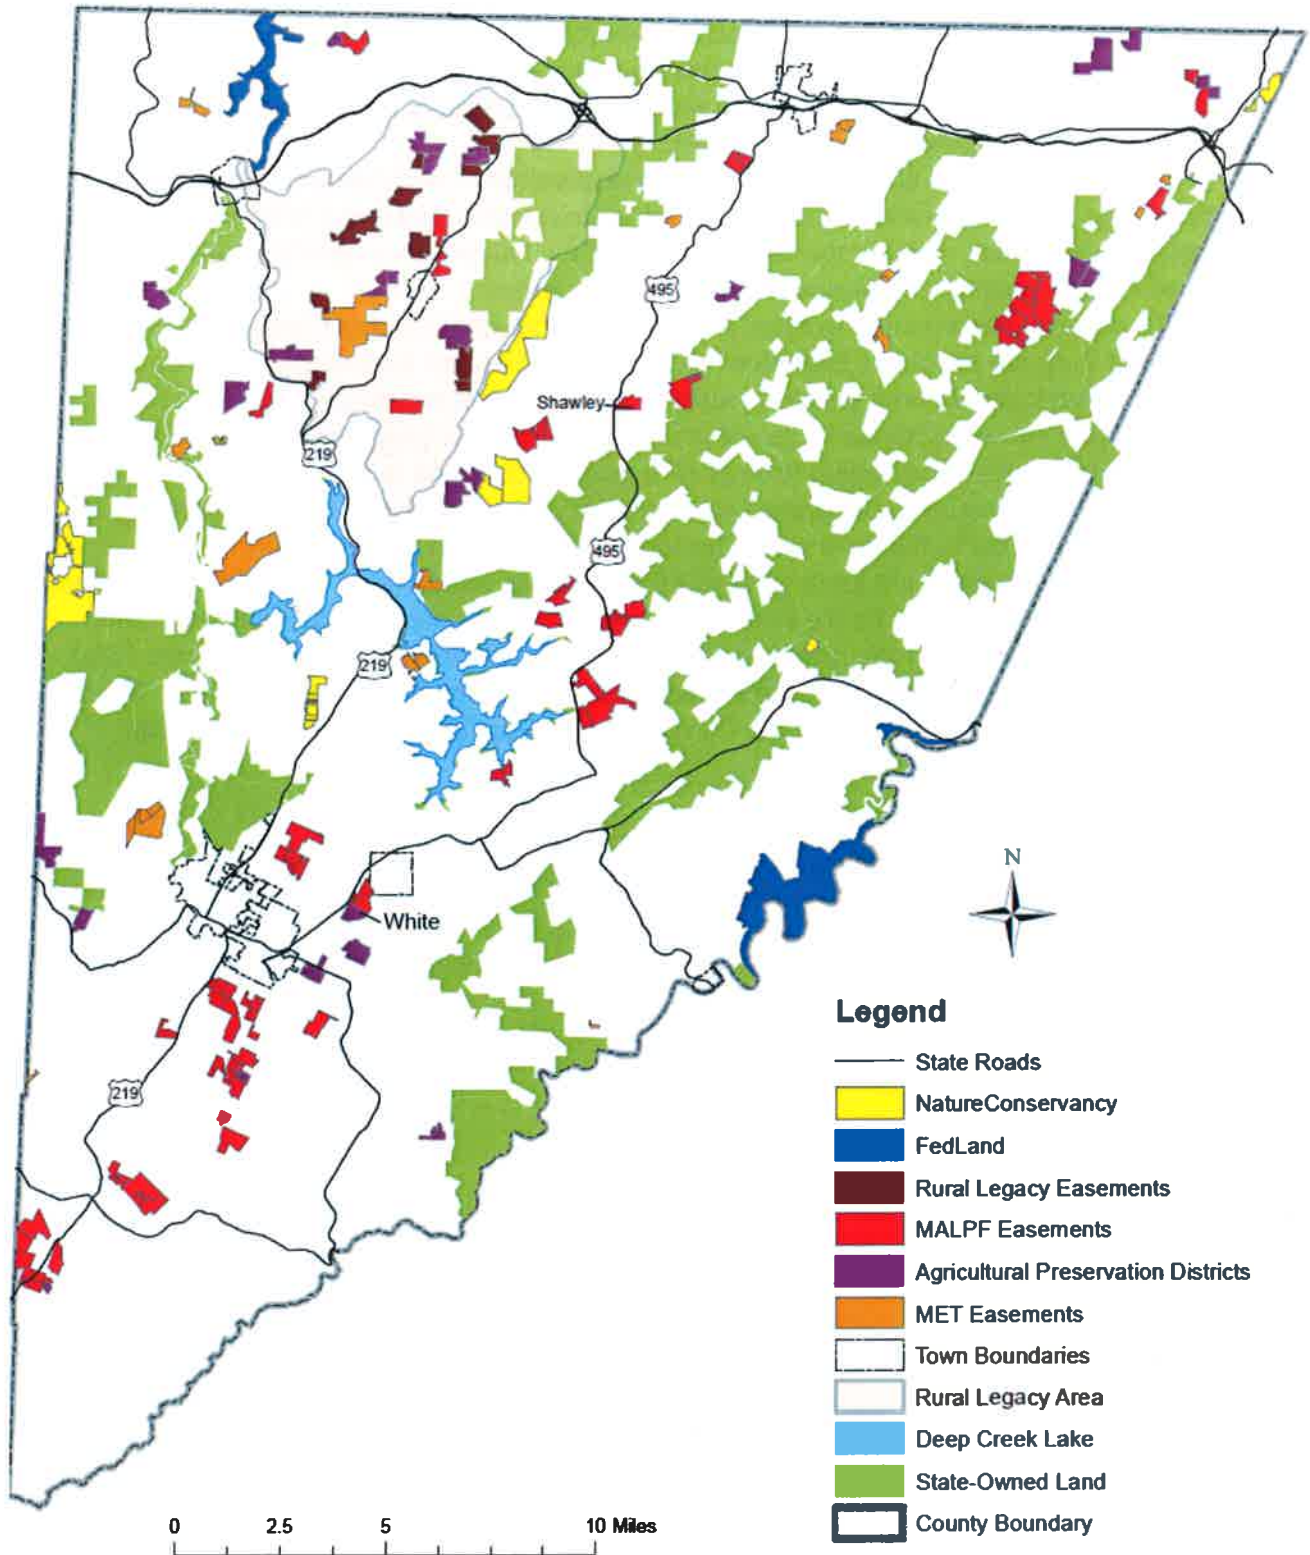 495
Shawley
219
495
219
N
White
Legend
State Roads
NatureConservancy
FedLand
219
Rural Legacy Easements
MALPF Easements
Agricultural Preservation Districts
MET Easements
Town Boundaries
Rural Legacy Area
Deep Creek Lake
State-Owned Land
County Boundary
0 2.5 5 10 Miles